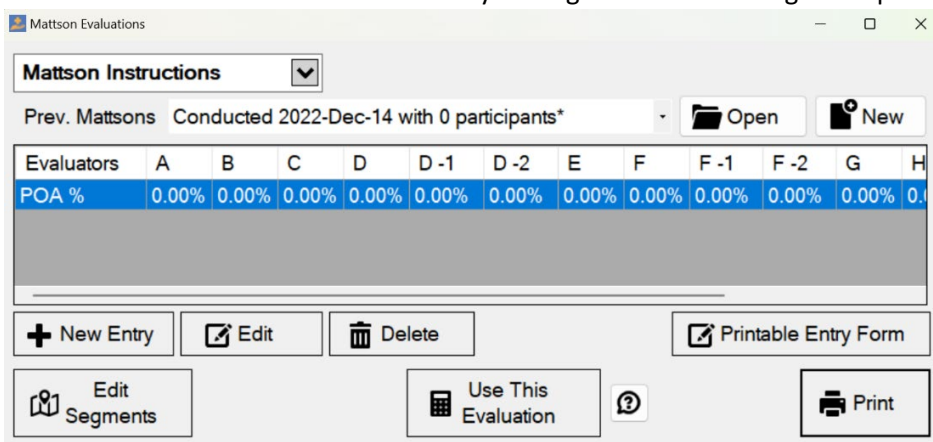 Mattson Evaluations
Mattson Instructions
Prev. Mattsons Conducted 2022-Dec-14 with 0 participants* Open New
Evaluators A B C D D -1 D -2 E F F -1 F -2 G H
POA % 0.00% 0.00% 0.00% 0.00% 0.00% 0.00% 0.00% 0.00% 0.00% 0.00% 0.00%
New Entry Edit Delete Printable Entry Form
Edit Segments Use This Evaluation Print